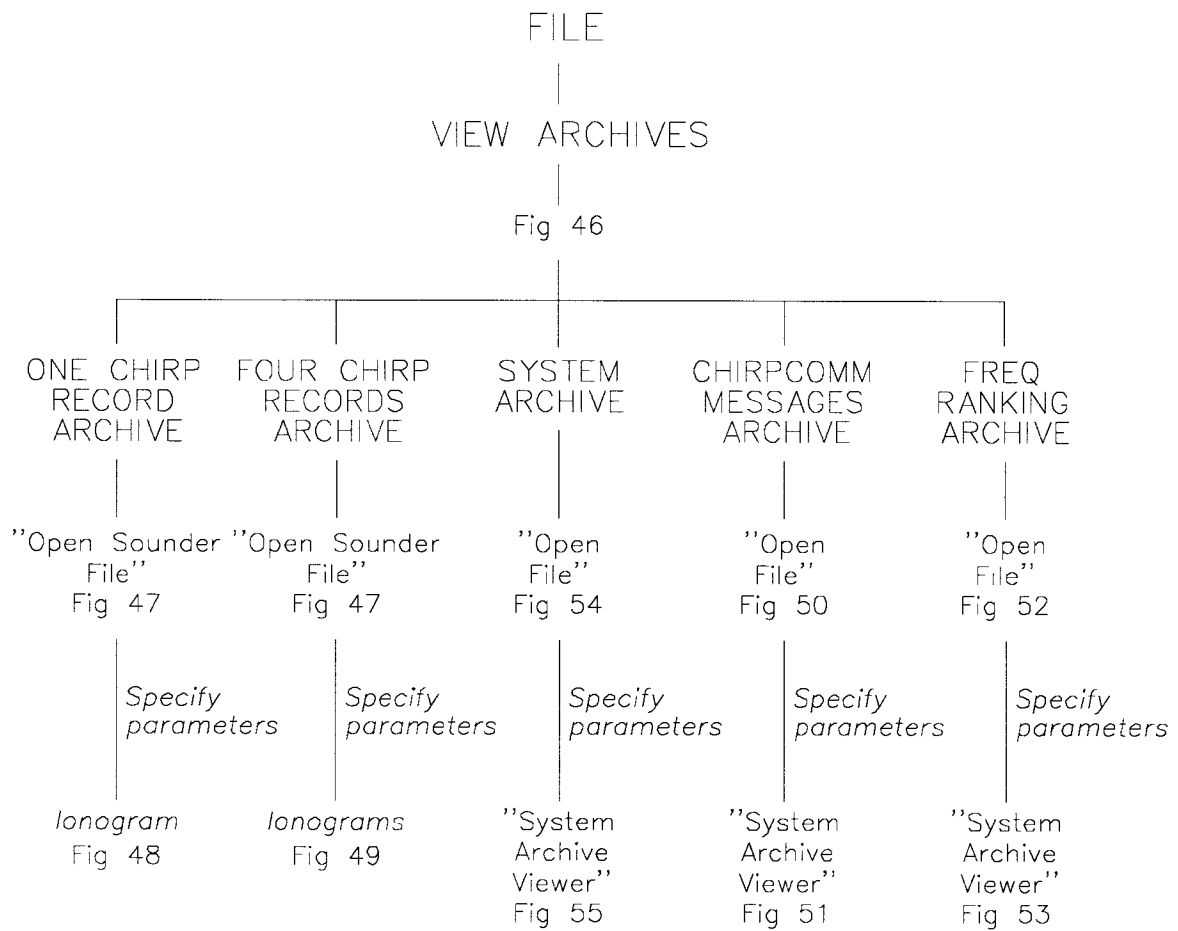 FILE
VIEW ARCHIVES
Fig 46
ONE CHIRP
RECORD
ARCHIVE
FOUR CHIRP
RECORDS
ARCHIVE
SYSTEM
ARCHIVE
CHIRPCOMM
MESSAGES
ARCHIVE
FREQ
RANKING
ARCHIVE
"Open Sounder
File"
Fig 47
"Open Sounder
File"
Fig 47
"Open
File"
Fig 54
"Open
File"
Fig 50
"Open
File"
Fig 52
Specify
parameters
Specify
parameters
Specify
parameters
Specify
parameters
Specify
parameters
Ionogram
Fig 48
Ionograms
Fig 49
"System
Archive
Viewer"
Fig 55
"System
Archive
Viewer"
Fig 51
"System
Archive
Viewer"
Fig 53